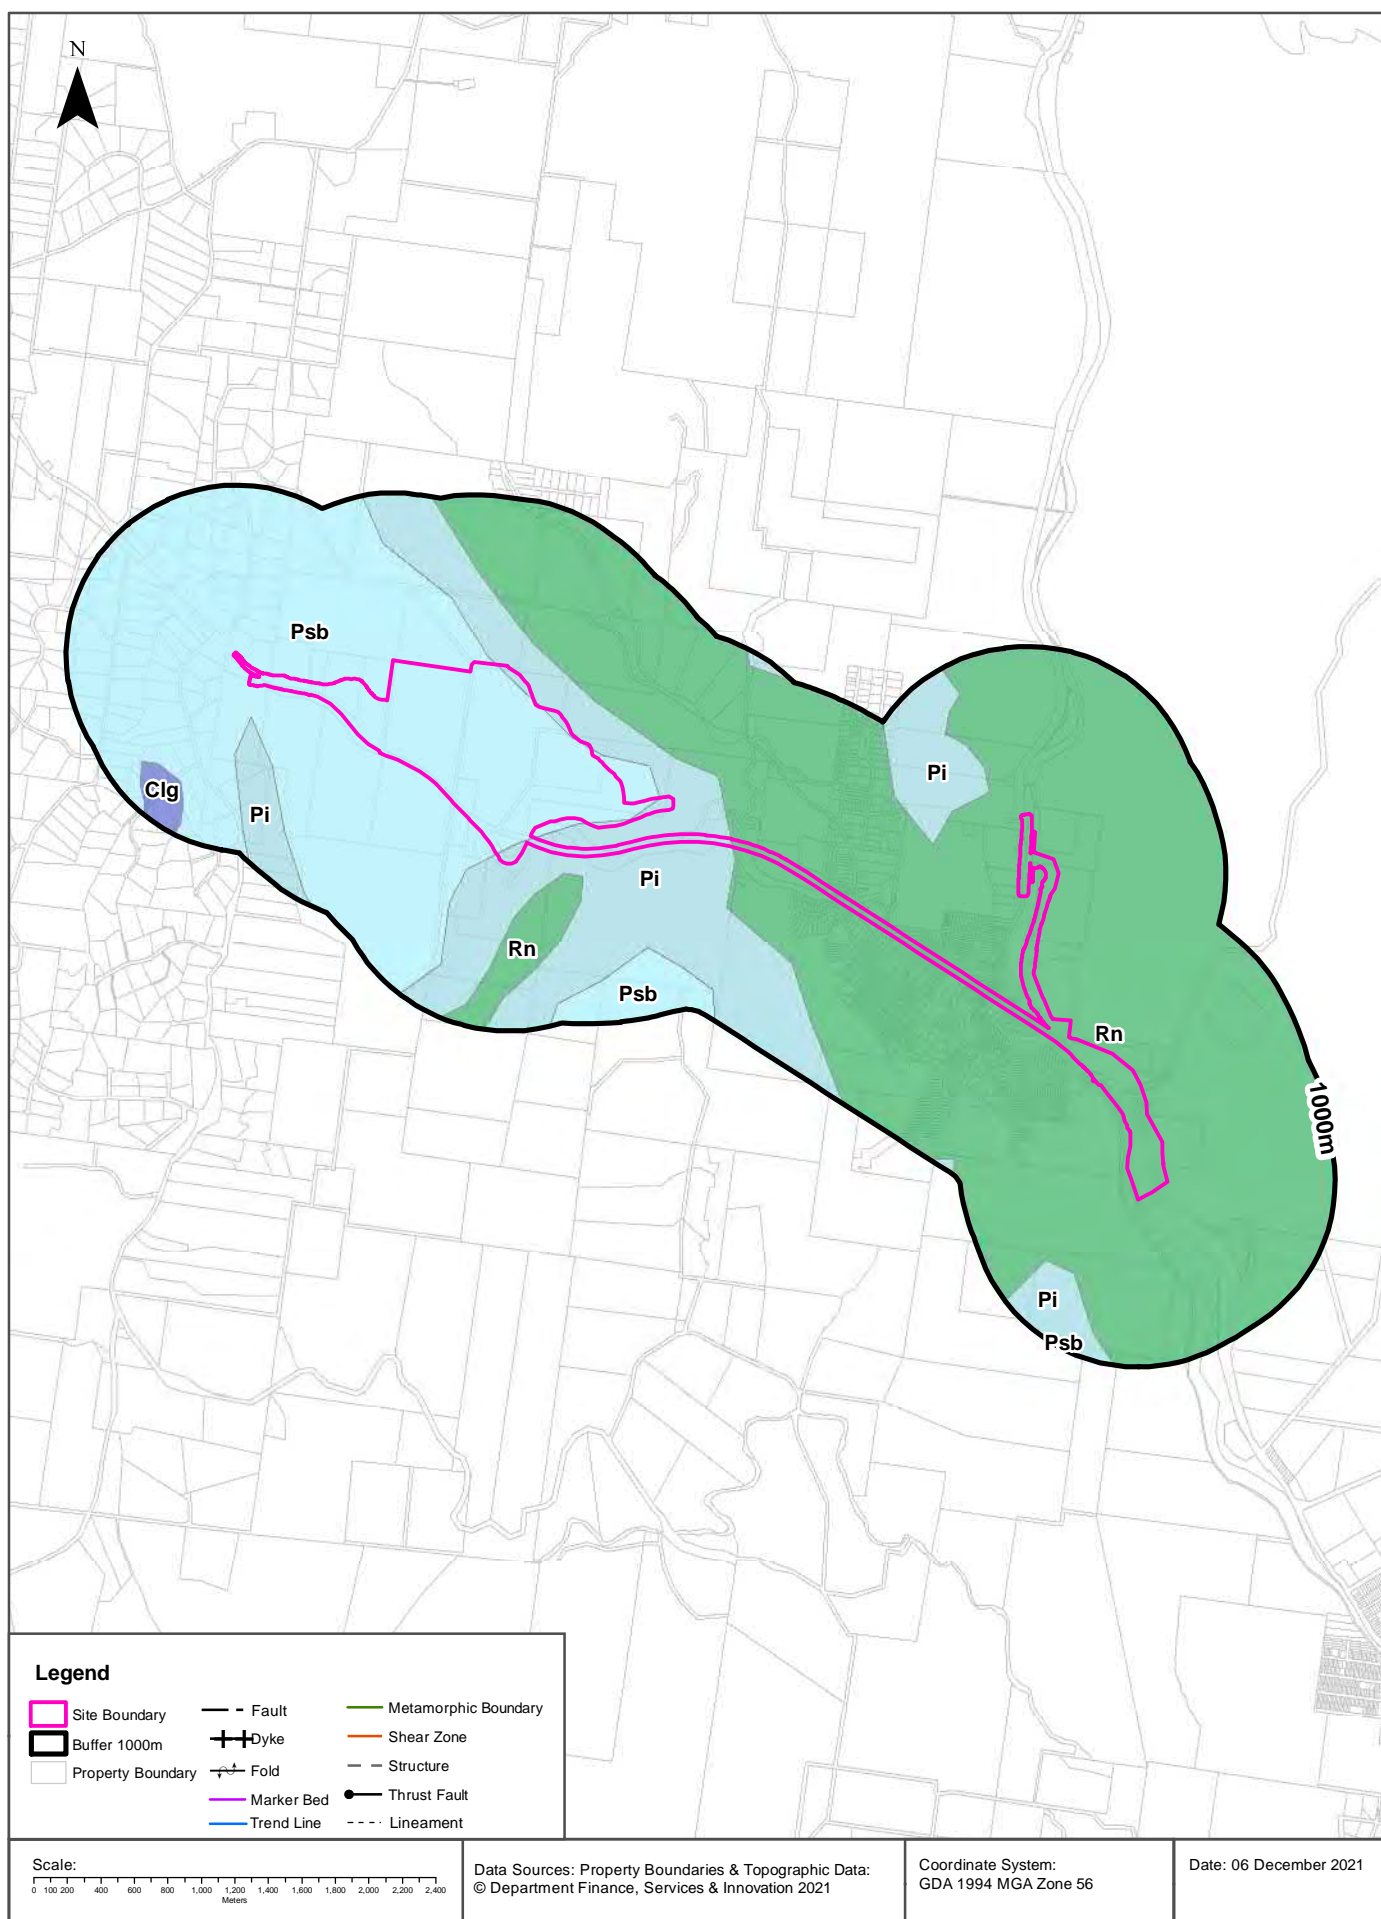 N
Psb
Clg
Pi
Pi
Pi
Rn
Psb
Rn
1000m
Pi
Psb
Legend
Site Boundary
Buffer 1000m
Property Boundary
Fault
Dyke
Fold
Marker Bed
Trend Line
Metamorphic Boundary
Shear Zone
Structure
Thrust Fault
Lineament
Scale:
0 100 200 400 600 800 1,000 1,200 1,400 1,600 1,800 2,000 2,200 2,400
Meters
Data Sources: Property Boundaries & Topographic Data:
© Department Finance, Services & Innovation 2021
Coordinate System:
GDA 1994 MGA Zone 56
Date: 06 December 2021